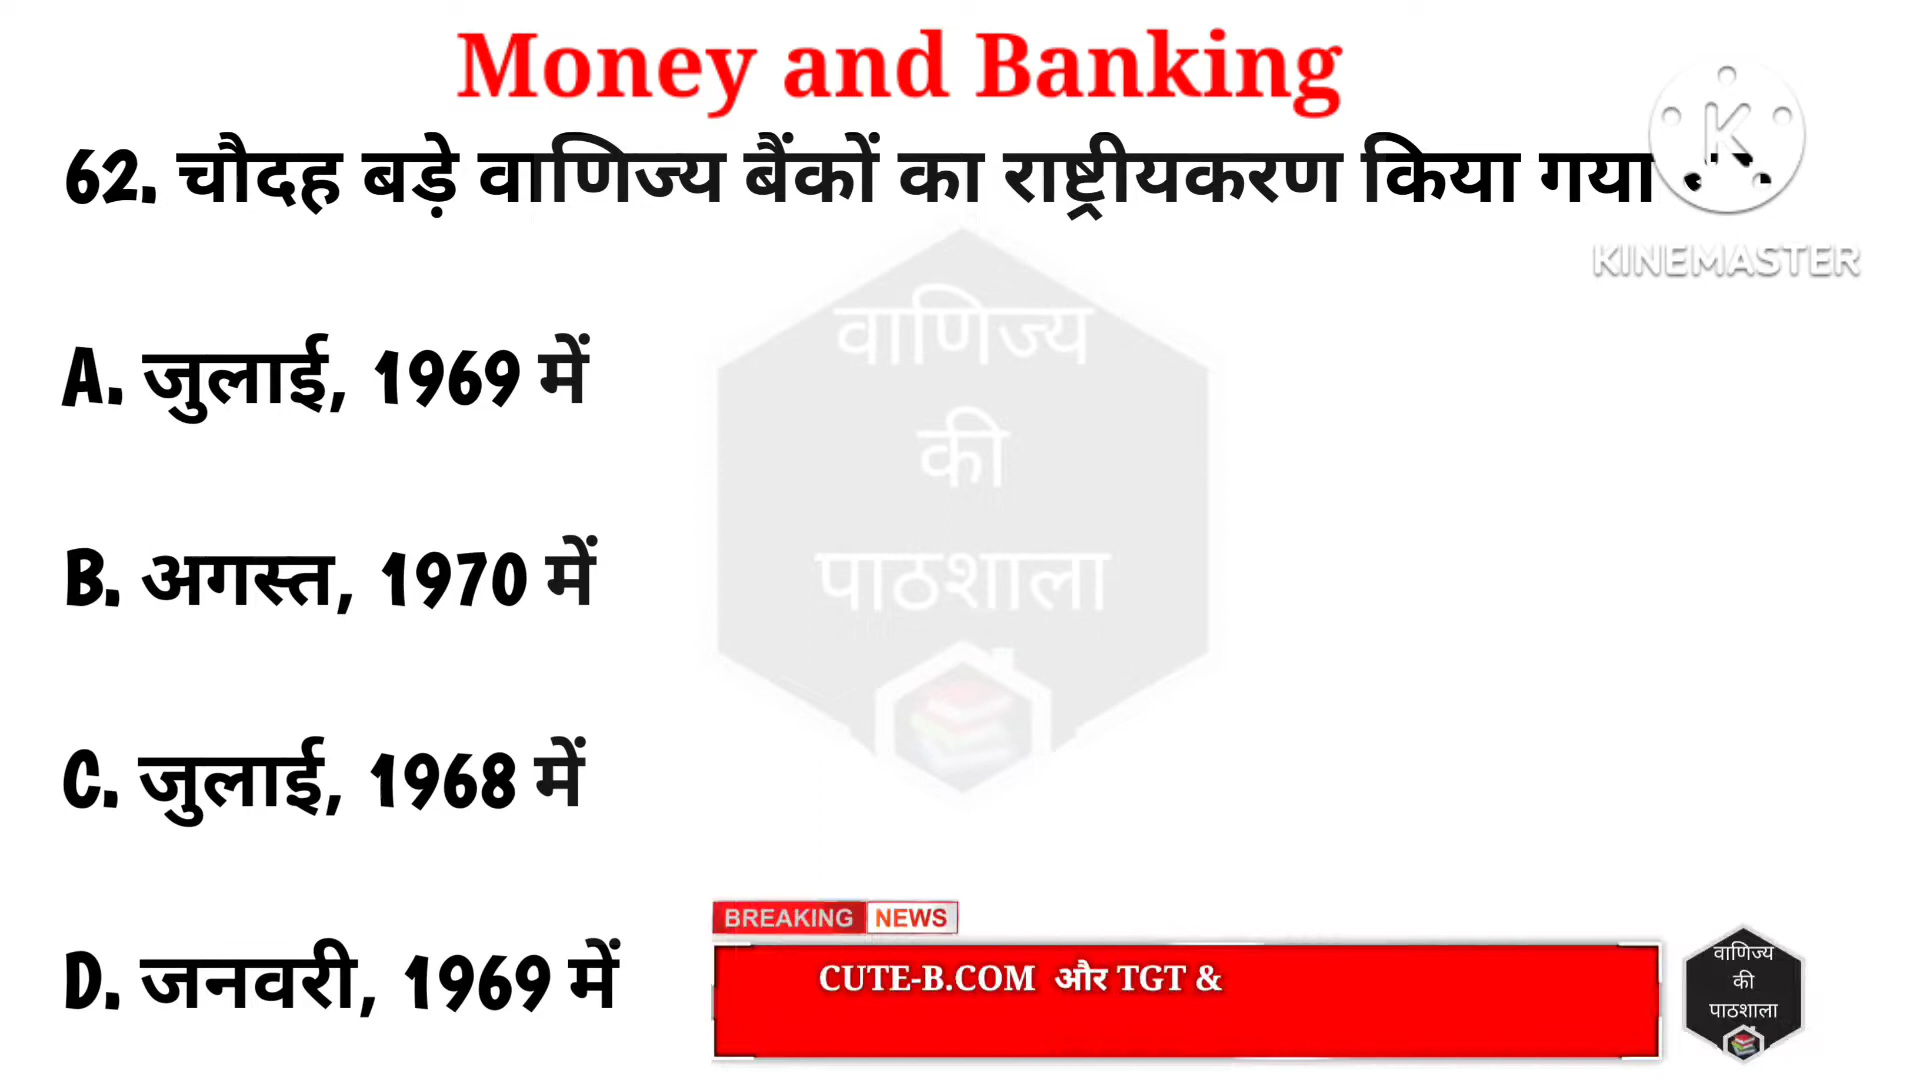 Money and Banking
62. चौदह बड़े वाणिज्य बैंकों का राष्ट्रीयकरण किया गया
K
KINEMASTER
वाणिज्य
की
पाठशाला
A. जुलाई, 1969 में
B. अगस्त, 1970 में
C. जुलाई, 1968 में
D. जनवरी, 1969 में
BREAKING NEWS
CUTE-B.COM और TGT &
वाणिज्य
की
पाठशाला